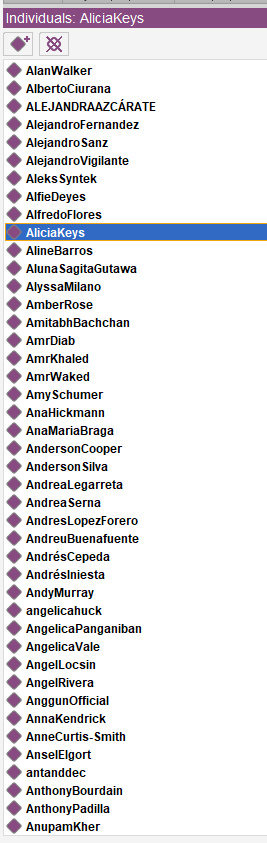 Individuals: AliciaKeys
AlanWalker
AlbertoCiurana
ALEJANDRAAZCÁRATE
AlejandroFernandez
AlejandroSanz
AlejandroVigilante
AleksSyntek
AlfieDeyes
AlfredoFlores
AliciaKeys
AlineBarros
AlunaSagitaGutawa
AlyssaMilano
AmberRose
AmitabhBachchan
AmrDiab
AmrKhaled
AmrWaked
AmySchumer
AnaHickmann
AnaMariaBraga
AndersonCooper
AndersonSilva
AndreaLegarreta
AndreaSerna
AndresLopezForero
AndreuBuenafuente
AndrésCepeda
AndrésIniesta
AndyMurray
angelicahuck
AngelicaPanganiban
AngelicaVale
AngelLocsin
AngelRivera
AnggunOfficial
AnnaKendrick
AnneCurtis-Smith
AnselElgort
antanddec
AnthonyBourdain
AnthonyPadilla
AnupamKher